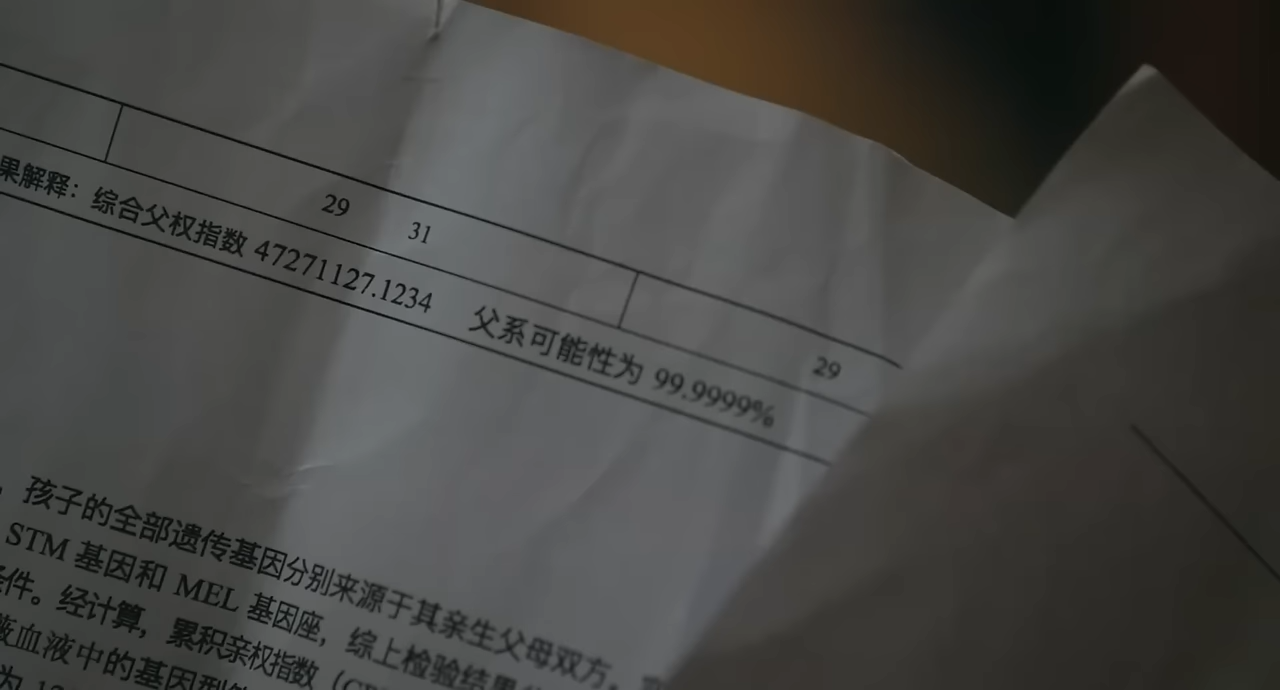 29 31 29
果解释：综合父权指数 47271127.1234 父系可能性为 99.9999%
，孩子的全部遗传基因分别来源于其亲生父母双方。
STM 基因和 MEL 基因座，综上检验结果
件。经计算，累积亲权指数（
血液中的基因型
为